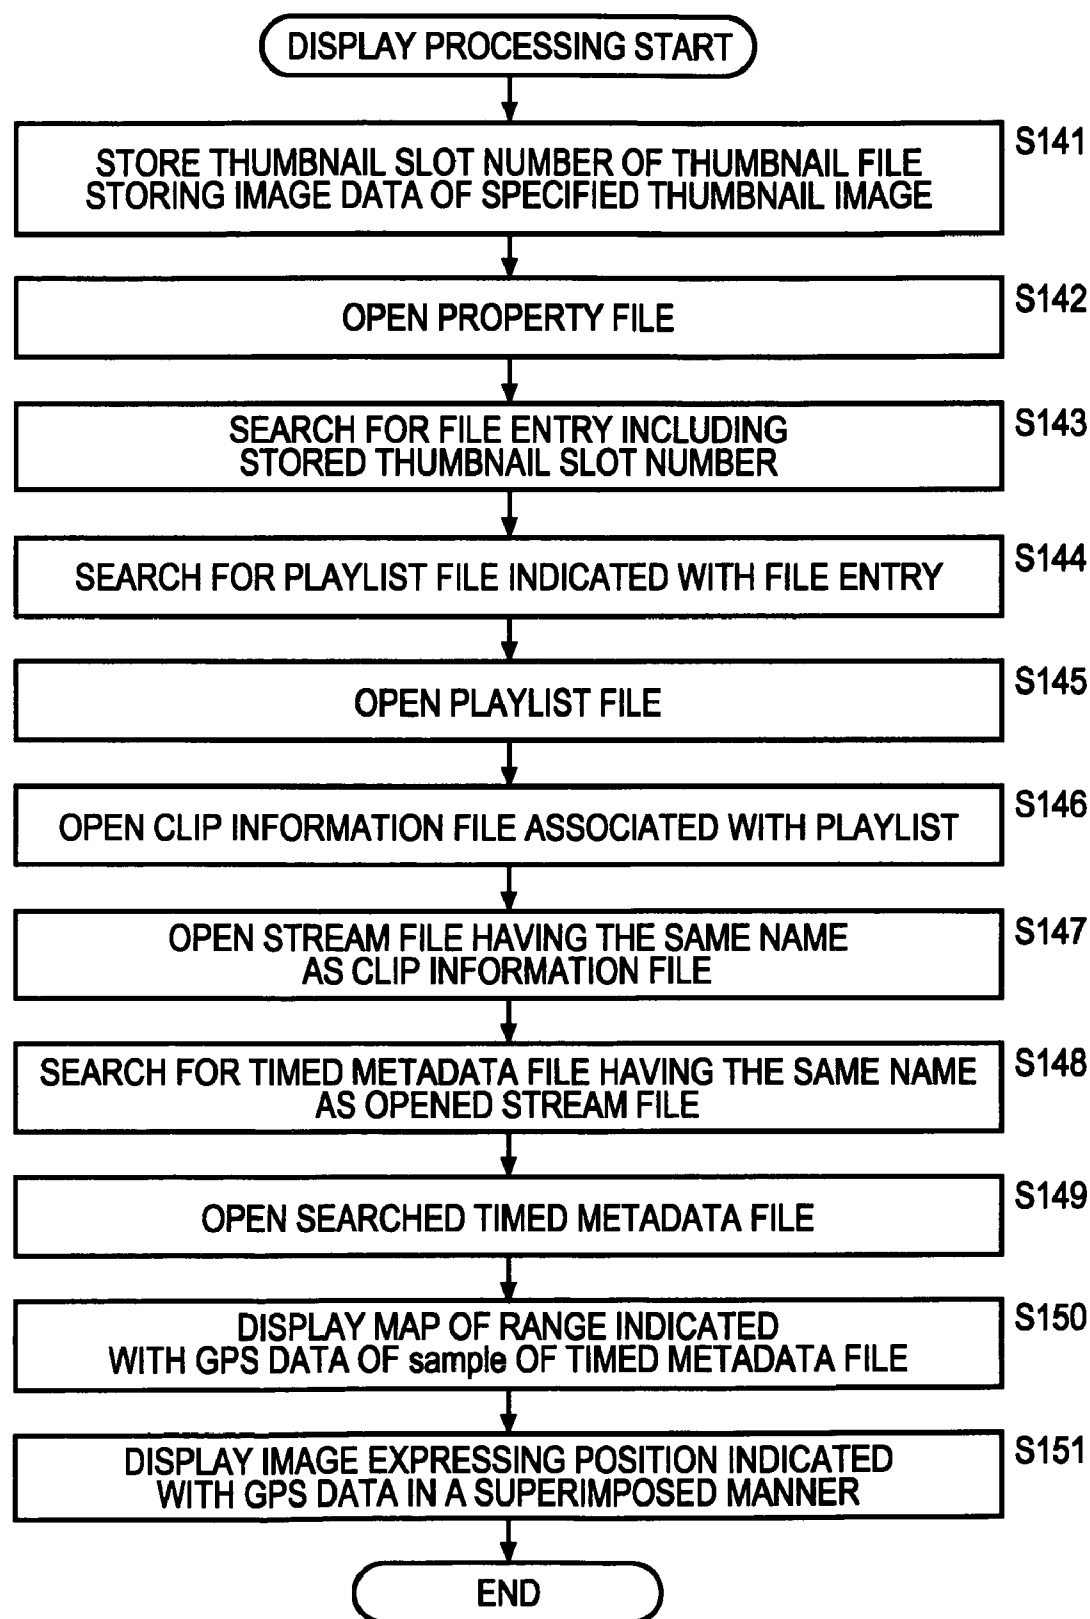 DISPLAY PROCESSING START
S141
STORE THUMBNAIL SLOT NUMBER OF THUMBNAIL FILE
STORING IMAGE DATA OF SPECIFIED THUMBNAIL IMAGE
S142
OPEN PROPERTY FILE
S143
SEARCH FOR FILE ENTRY INCLUDING
STORED THUMBNAIL SLOT NUMBER
S144
SEARCH FOR PLAYLIST FILE INDICATED WITH FILE ENTRY
S145
OPEN PLAYLIST FILE
S146
OPEN CLIP INFORMATION FILE ASSOCIATED WITH PLAYLIST
S147
OPEN STREAM FILE HAVING THE SAME NAME
AS CLIP INFORMATION FILE
S148
SEARCH FOR TIMED METADATA FILE HAVING THE SAME NAME
AS OPENED STREAM FILE
S149
OPEN SEARCHED TIMED METADATA FILE
S150
DISPLAY MAP OF RANGE INDICATED
WITH GPS DATA OF sample OF TIMED METADATA FILE
S151
DISPLAY IMAGE EXPRESSING POSITION INDICATED
WITH GPS DATA IN A SUPERIMPOSED MANNER
END